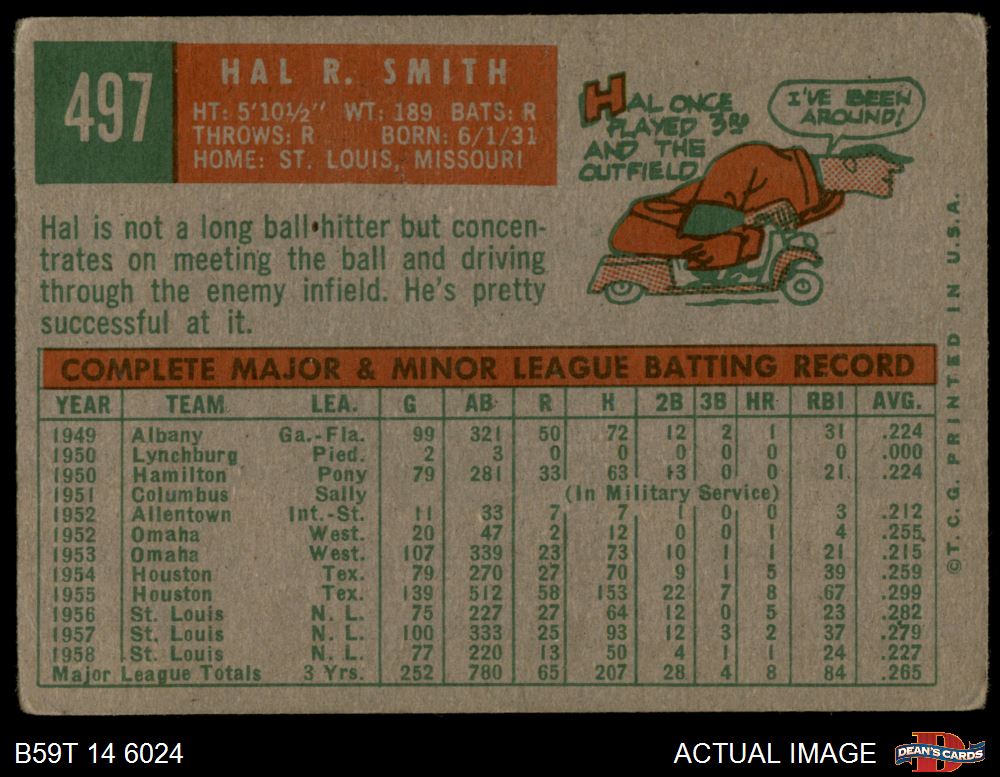 497
HAL R. SMITH
HT: 5'10½" WT: 189 BATS: R
THROWS: R BORN: 6/1/31
HOME: ST. LOUIS, MISSOURI
HAL ONCE
PLAYED 3RD
AND THE
OUTFIELD
I'VE BEEN
AROUND!
Hal is not a long ball hitter but concen-
trates on meeting the ball and driving
through the enemy infield. He's pretty
successful at it.
COMPLETE MAJOR & MINOR LEAGUE BATTING RECORD
YEAR TEAM LEA. G AB R H 2B 3B HR RBI AVG.
1949 Albany Ga.-Fla. 99 321 50 72 12 2 1 31 .224
1950 Lynchburg Pied. 2 3 0 0 0 0 0 0 .000
1950 Hamilton Pony 79 281 33 63 13 0 0 21 .224
1951 Columbus Sally (In Military Service)
1952 Allentown Int.-St. 11 33 7 7 1 0 0 3 .212
1952 Omaha West. 20 47 2 12 0 0 1 4 .255
1953 Omaha West. 107 339 23 73 10 1 1 21 .215
1954 Houston Tex. 79 270 27 70 9 1 5 39 .259
1955 Houston Tex. 139 512 58 153 22 7 8 67 .299
1956 St. Louis N. L. 75 227 27 64 12 0 5 23 .282
1957 St. Louis N. L. 100 333 25 93 12 3 2 37 .279
1958 St. Louis N. L. 77 220 13 50 4 1 1 24 .227
Major League Totals 3 Yrs. 252 780 65 207 28 4 8 84 .265
©T. C. G. PRINTED IN U.S.A.
B59T 14 6024
ACTUAL IMAGE
D
DEAN'S CARDS